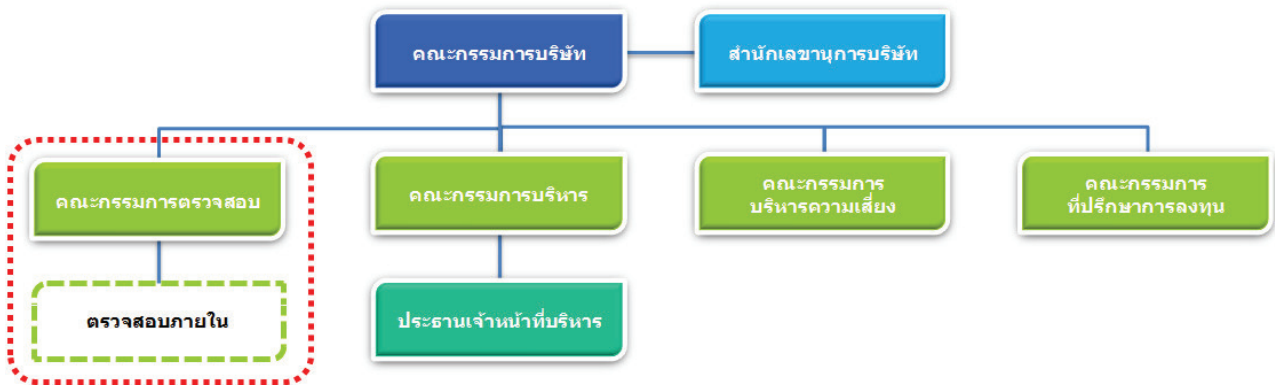 คณะกรรมการบริษัท
สำนักเลขานุการบริษัท
คณะกรรมการตรวจสอบ
คณะกรรมการบริหาร
คณะกรรมการ
บริหารความเสี่ยง
คณะกรรมการ
ที่ปรึกษาการลงทุน
ตรวจสอบภายใน
ประธานเจ้าหน้าที่บริหาร